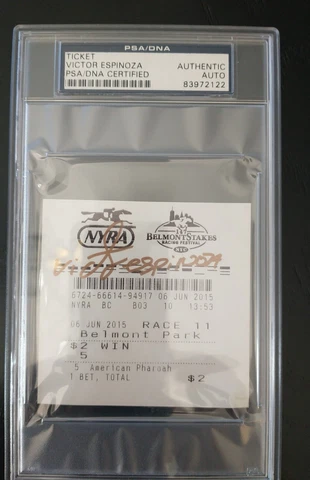 PSA/DNA
TICKET
VICTOR ESPINOZA
PSA/DNA CERTIFIED
AUTHENTIC
AUTO
83972122
NYRA
147
BELMONT STAKES
RACING FESTIVAL
NYC
Espinoza
6724-66614-94917 06 JUN 2015
NYRA BC B03 10 13:53
06 JUN 2015 RACE 11
Belmont Park
$2 WIN
5
5 American Pharoah
1 BET, TOTAL $2